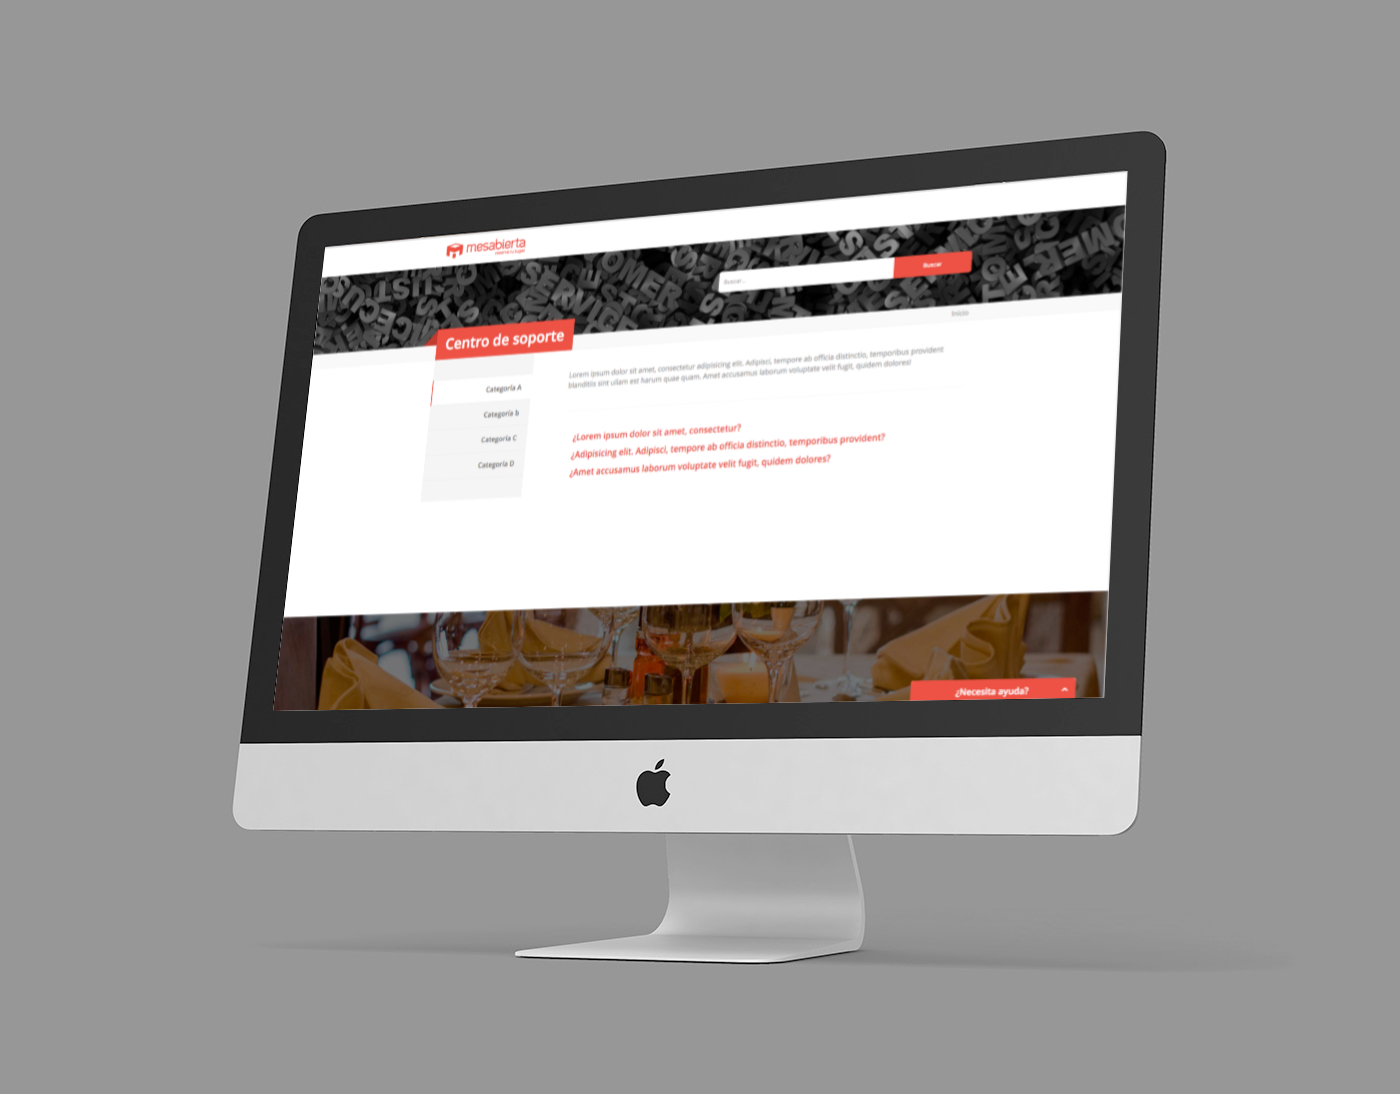 mesabierta
Buscar...
Buscar
Inicio
Centro de soporte
Lorem ipsum dolor sit amet, consectetur adipisicing elit. Adipisci, tempore ab officia distinctio, temporibus provident
blanditiis sint ullam est harum quae quam. Amet accusamus laborum voluptate velit fugit, quidem dolores!
Categoría A
Categoría b
Categoría C
Categoría D
¿Lorem ipsum dolor sit amet, consectetur?
¿Adipisicing elit. Adipisci, tempore ab officia distinctio, temporibus provident?
¿Amet accusamus laborum voluptate velit fugit, quidem dolores?
¿Necesita ayuda?